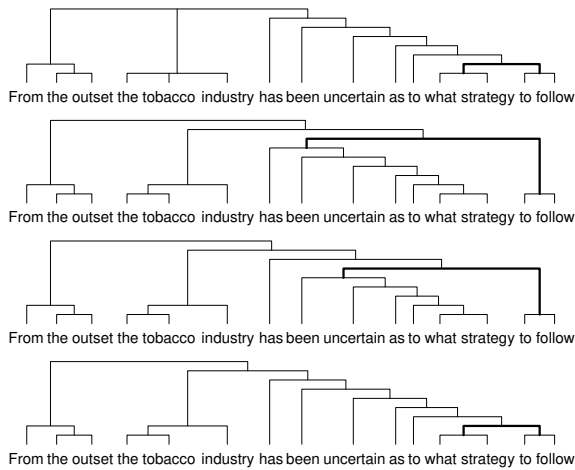 From the outset the tobacco industry has been uncertain as to what strategy to follow
From the outset the tobacco industry has been uncertain as to what strategy to follow
From the outset the tobacco industry has been uncertain as to what strategy to follow
From the outset the tobacco industry has been uncertain as to what strategy to follow